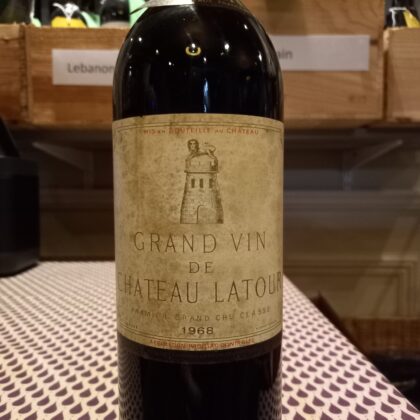 Lebanon
MIS EN BOUTEILLE AU CHATEAU
GRAND VIN
DE
CHATEAU LATOUR
PREMIER GRAND CRU CLASSÉ
1968